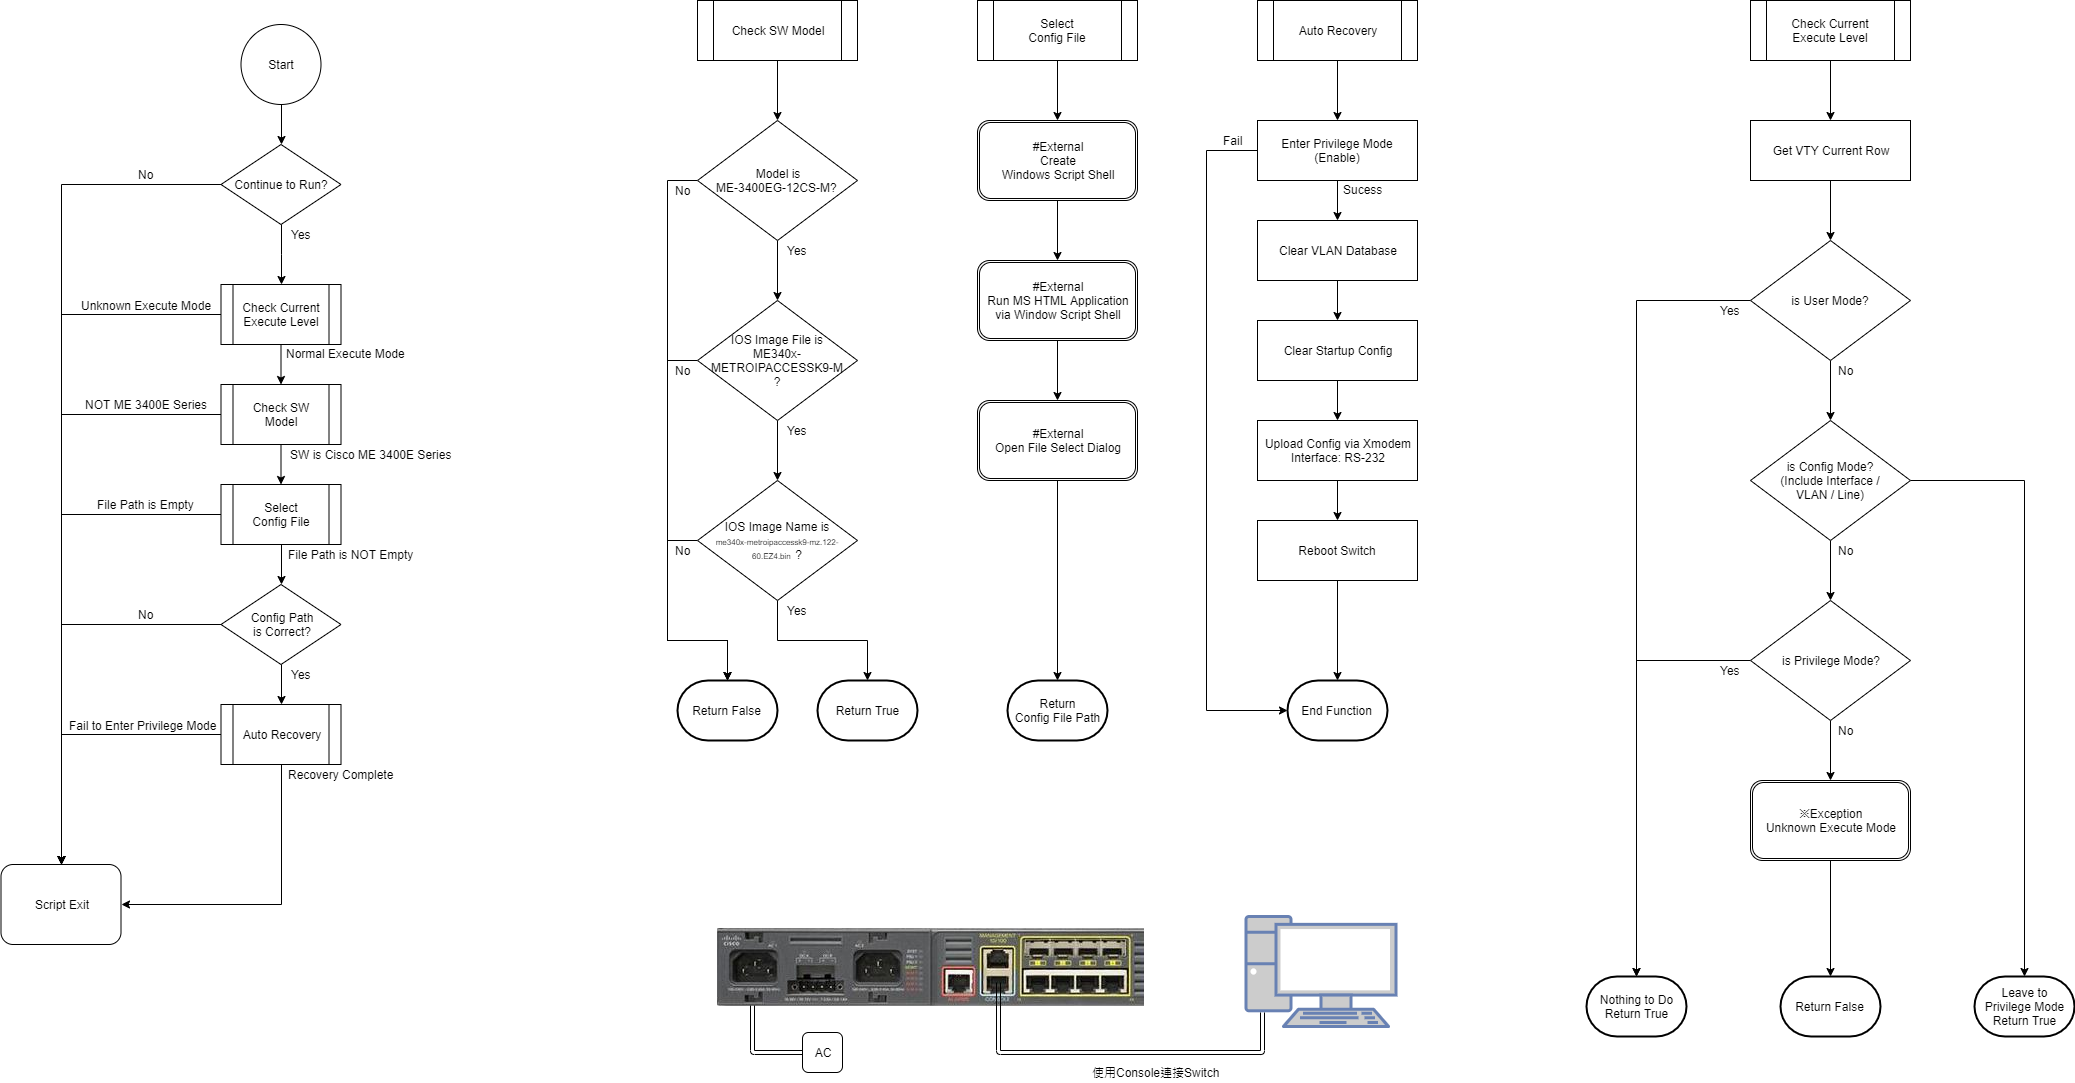 Start
Continue to Run?
No
Yes
Check Current
Execute Level
Unknown Execute Mode
Normal Execute Mode
Check SW
Model
NOT ME 3400E Series
SW is Cisco ME 3400E Series
Select
Config File
File Path is Empty
File Path is NOT Empty
Config Path
is Correct?
No
Yes
Auto Recovery
Fail to Enter Privilege Mode
Recovery Complete
Script Exit
Check SW Model
Model is
ME-3400EG-12CS-M?
No
Yes
IOS Image File is
ME340x-
METROIPACCESSK9-M
?
No
Yes
IOS Image Name is
me340x-metroipaccessk9-mz.122-
60.EZ4.bin ?
No
Yes
Return False
Return True
Select
Config File
#External
Create
Windows Script Shell
#External
Run MS HTML Application
via Window Script Shell
#External
Open File Select Dialog
Return
Config File Path
Auto Recovery
Fail
Enter Privilege Mode
(Enable)
Sucess
Clear VLAN Database
Clear Startup Config
Upload Config via Xmodem
Interface: RS-232
Reboot Switch
End Function
Check Current
Execute Level
Get VTY Current Row
is User Mode?
Yes
No
is Config Mode?
(Include Interface /
VLAN / Line)
No
is Privilege Mode?
Yes
No
※Exception
Unknown Execute Mode
Nothing to Do
Return True
Return False
Leave to
Privilege Mode
Return True
CISCO
MANAGEMENT
10/100
CONSOLE
AC
使用Console連接Switch